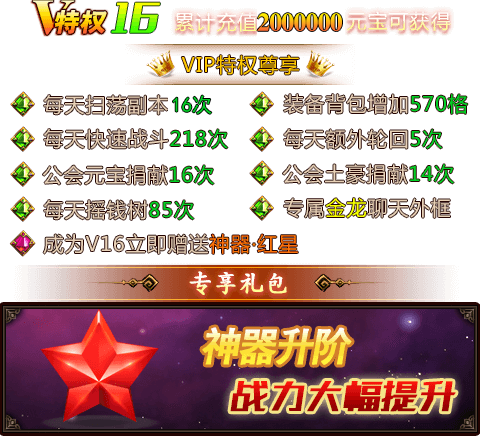 V特权16 累计充值2000000元宝可获得
VIP特权尊享
每天扫荡副本16次 装备背包增加570格
每天快速战斗218次 每天额外轮回5次
公会元宝捐献16次 公会土豪捐献14次
每天摇钱树85次 专属金龙聊天外框
成为V16立即赠送神器·红星
专享礼包
神器升阶
战力大幅提升